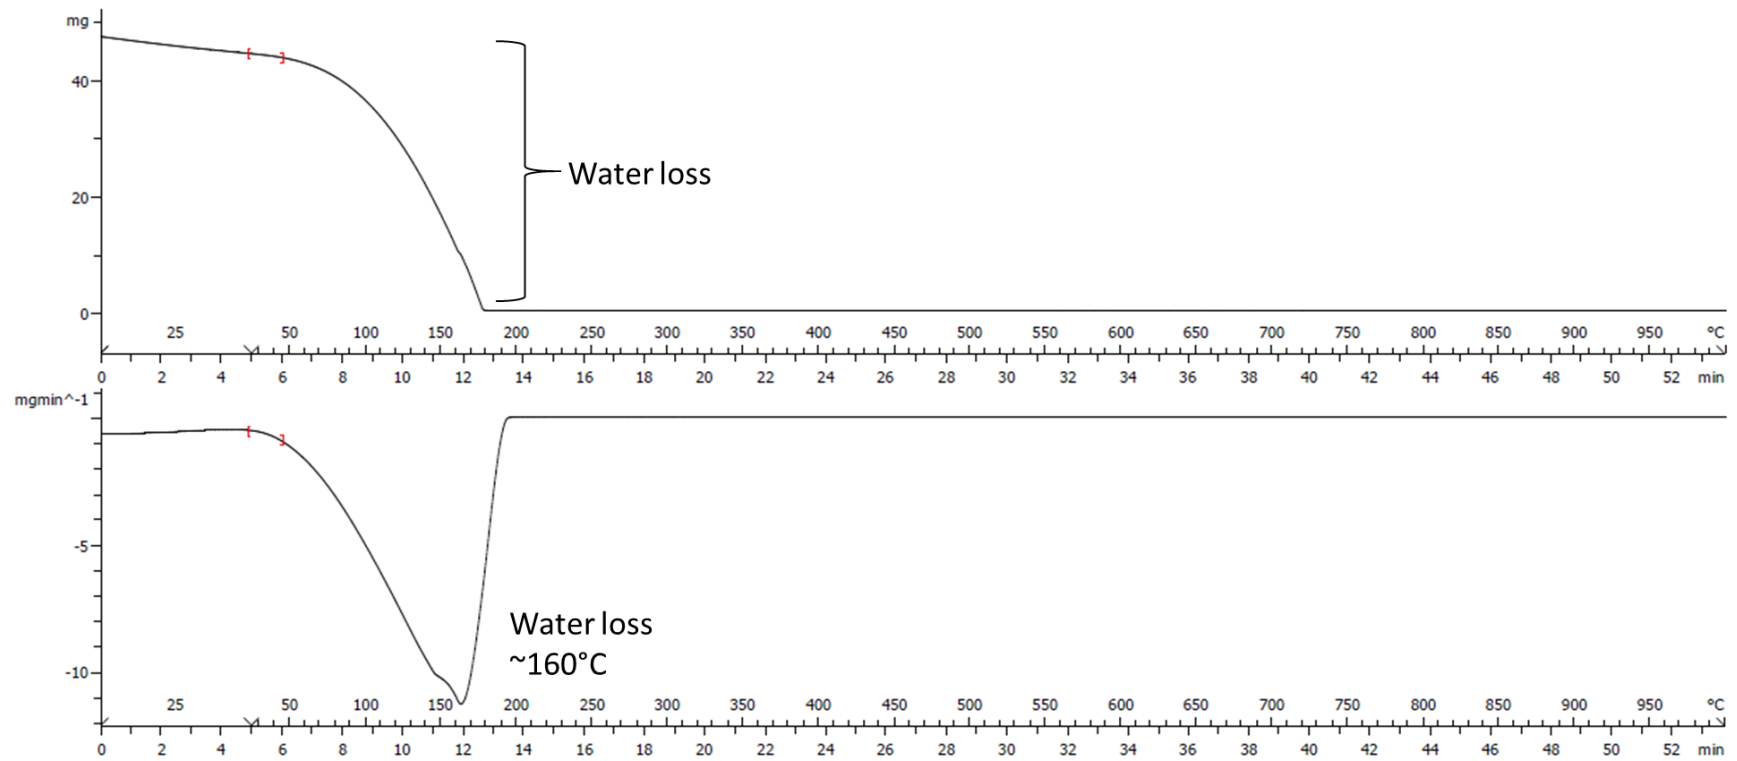 mg
40
20
0
Water loss
25 50 100 150 200 250 300 350 400 450 500 550 600 650 700 750 800 850 900 950 °C
0 2 4 6 8 10 12 14 16 18 20 22 24 26 28 30 32 34 36 38 40 42 44 46 48 50 52 min
mgmin^-1
-5
-10
Water loss
~160°C
25 50 100 150 200 250 300 350 400 450 500 550 600 650 700 750 800 850 900 950 °C
0 2 4 6 8 10 12 14 16 18 20 22 24 26 28 30 32 34 36 38 40 42 44 46 48 50 52 min